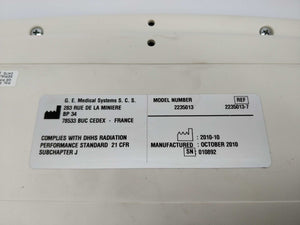 G. E. Medical Systems S. C. S.
283 RUE DE LA MINIERE
BP 34
78533 BUC CEDEX - FRANCE
COMPLIES WITH DHHS RADIATION
PERFORMANCE STANDARD 21 CFR
SUBCHAPTER J
MODEL NUMBER REF
2235013 2235013-7
: 2010-10
MANUFACTURED : OCTOBER 2010
SN 010892